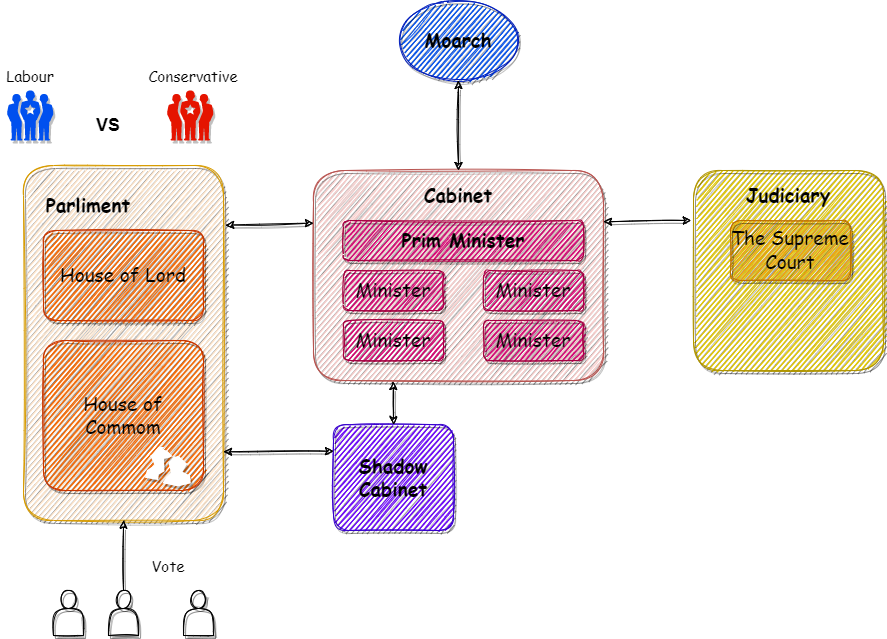 Moarch
Labour
Conservative
VS
Parliment
House of Lord
House of
Commom
Cabinet
Prim Minister
Minister
Minister
Minister
Minister
Judiciary
The Supreme
Court
Shadow
Cabinet
Vote